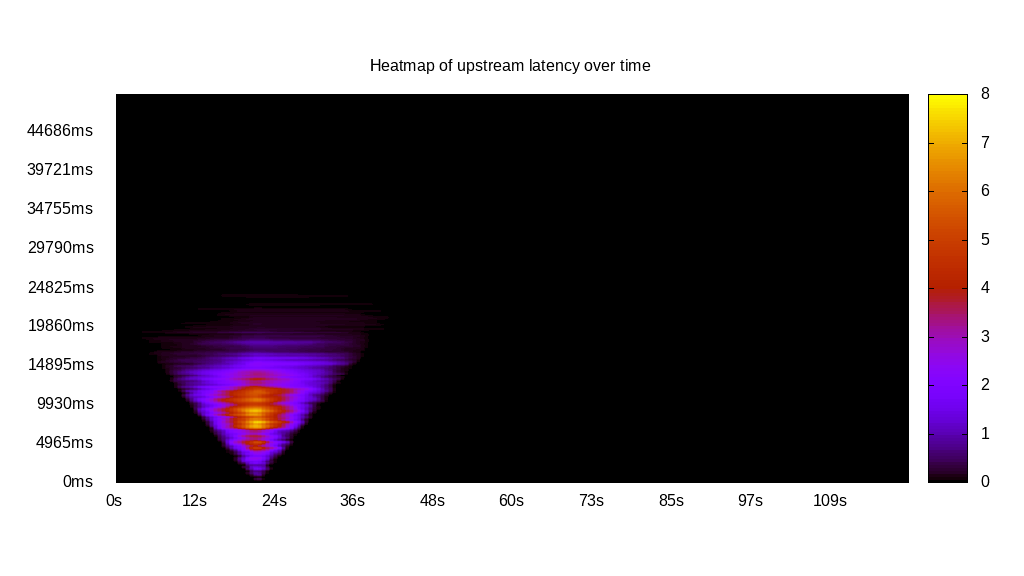 Heatmap of upstream latency over time
44686ms
39721ms
34755ms
29790ms
24825ms
19860ms
14895ms
9930ms
4965ms
0ms
0s 12s 24s 36s 48s 60s 73s 85s 97s 109s
8
7
6
5
4
3
2
1
0